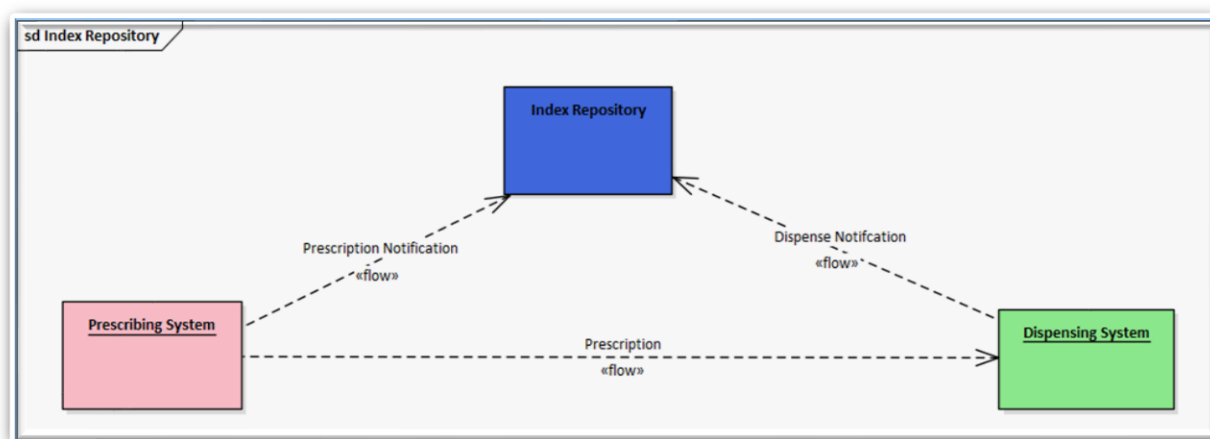 sd Index Repository
Index Repository
Prescription Notification
«flow»
Dispense Notifcation
«flow»
Prescribing System
Prescription
«flow»
Dispensing System